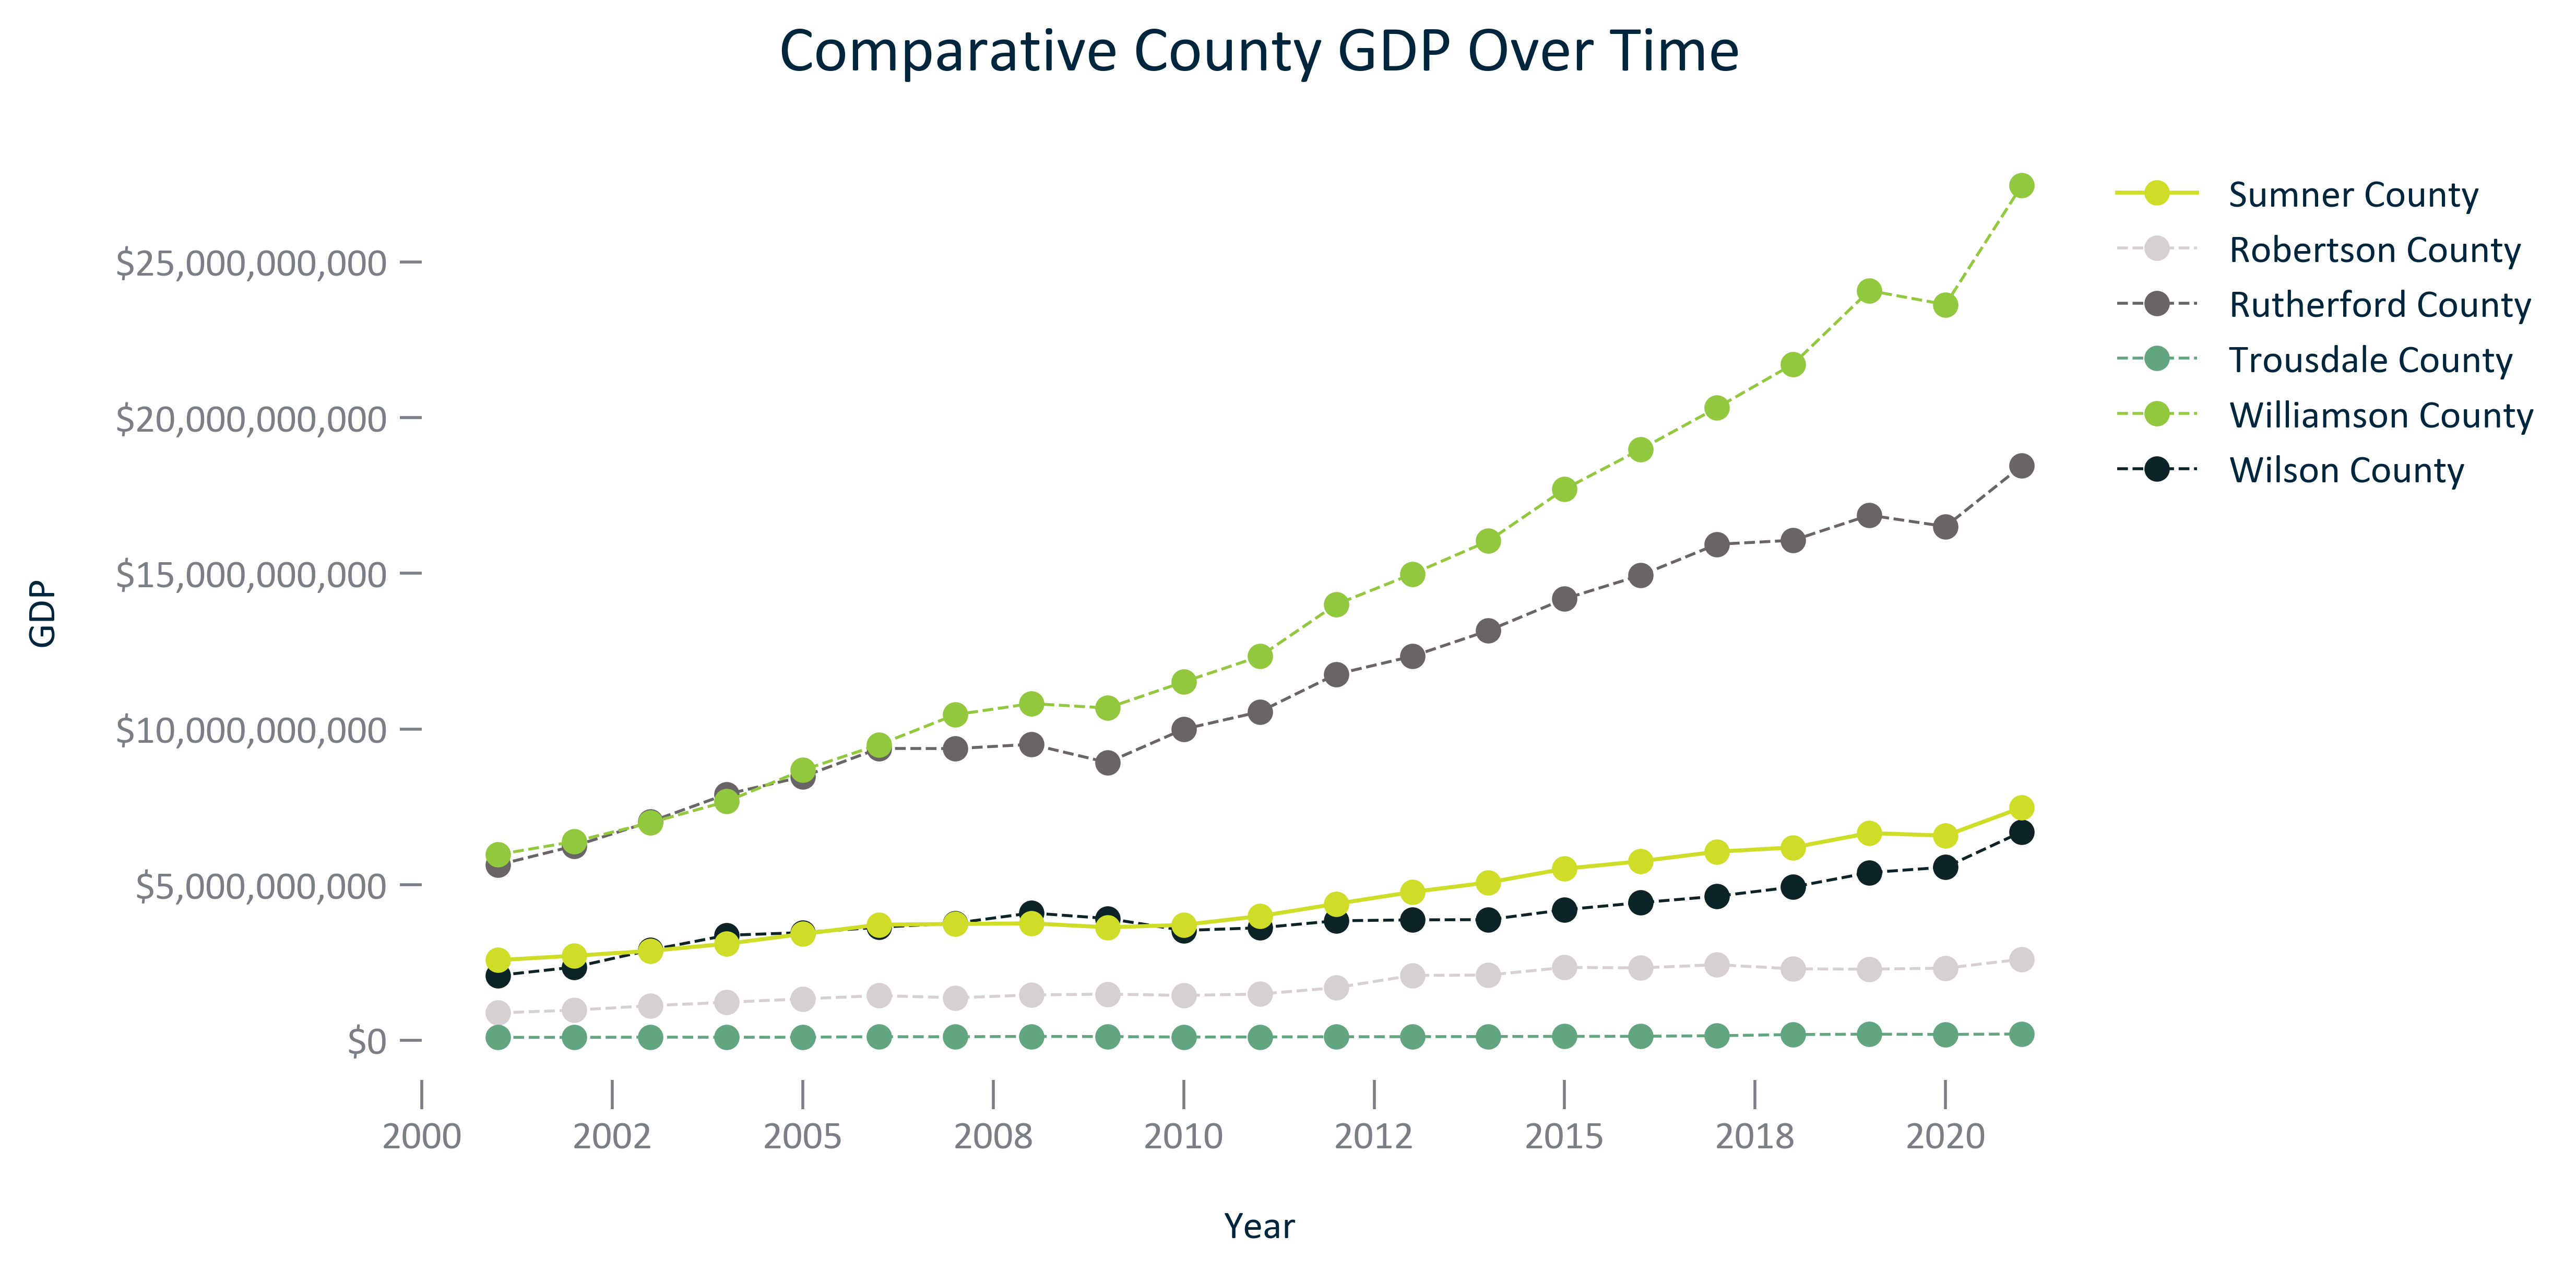 Comparative County GDP Over Time
Sumner County
Robertson County
Rutherford County
Trousdale County
Williamson County
Wilson County
$25,000,000,000
$20,000,000,000
$15,000,000,000
$10,000,000,000
$5,000,000,000
$0
GDP
2000 2002 2005 2008 2010 2012 2015 2018 2020
Year